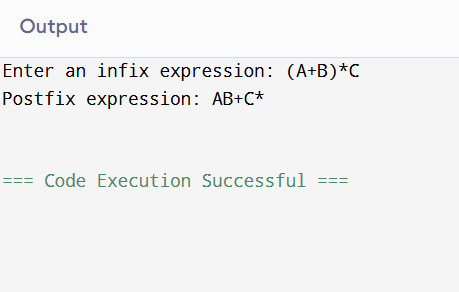 Output
Enter an infix expression: (A+B)*C
Postfix expression: AB+C*
=== Code Execution Successful ===